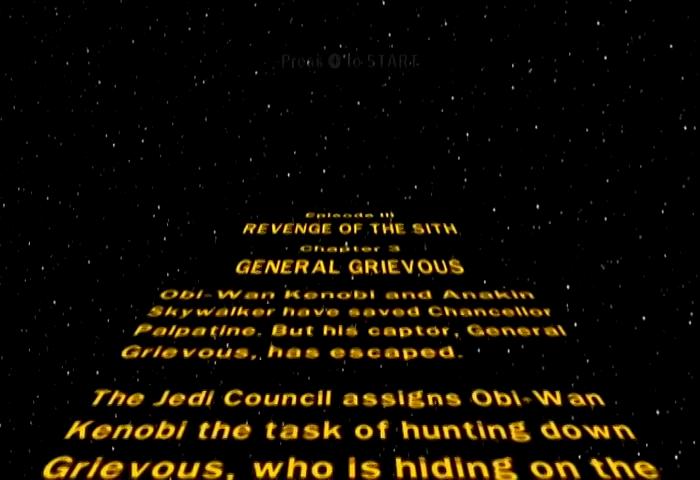 Press to START
Episode III
REVENGE OF THE SITH
Chapter 3
GENERAL GRIEVOUS
Obi-Wan Kenobi and Anakin
Skywalker have saved Chancellor
Palpatine. But his captor, General
Grievous, has escaped.
The Jedi Council assigns Obi-Wan
Kenobi the task of hunting down
Grievous, who is hiding on the